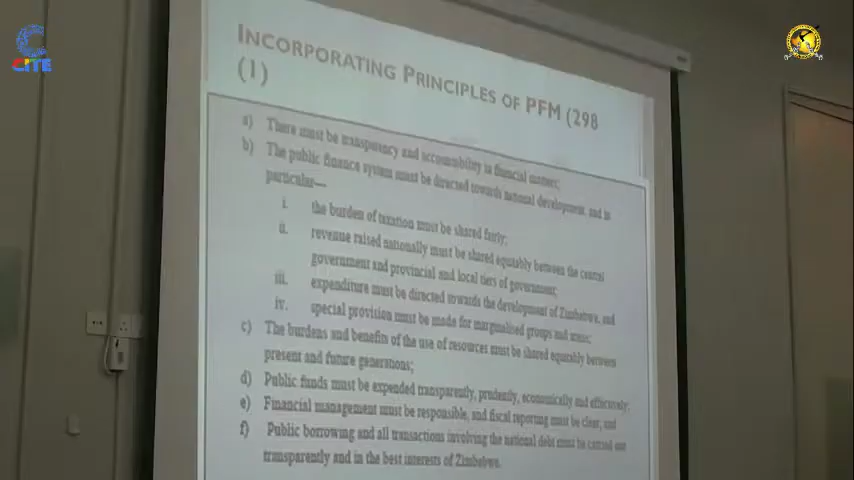 CITE
INCORPORATING PRINCIPLES OF PFM (298
(1)
a) There must be transparency and accountability in financial matters;
b) The public finance system must be directed towards national development, and in
particular—
i. the burden of taxation must be shared fairly;
ii. revenue raised nationally must be shared equitably between the central
government and provincial and local tiers of government;
iii. expenditure must be directed towards the development of Zimbabwe, and
iv. special provision must be made for marginalised groups and areas;
c) The burdens and benefits of the use of resources must be shared equitably between
present and future generations;
d) Public funds must be expended transparently, prudently, economically and effectively;
e) Financial management must be responsible, and fiscal reporting must be clear; and
f) Public borrowing and all transactions involving the national debt must be carried out
transparently and in the best interests of Zimbabwe.